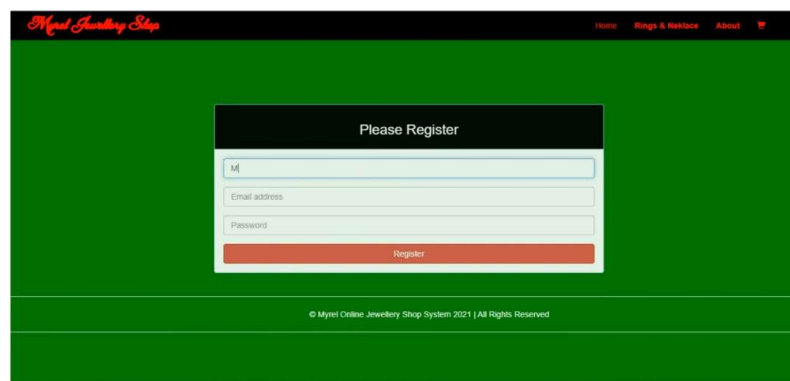 Myrel Jewellery Shop
Home Rings & Neklace About
Please Register
M
Email address
Password
Register
© Myrel Online Jewellery Shop System 2021 | All Rights Reserved